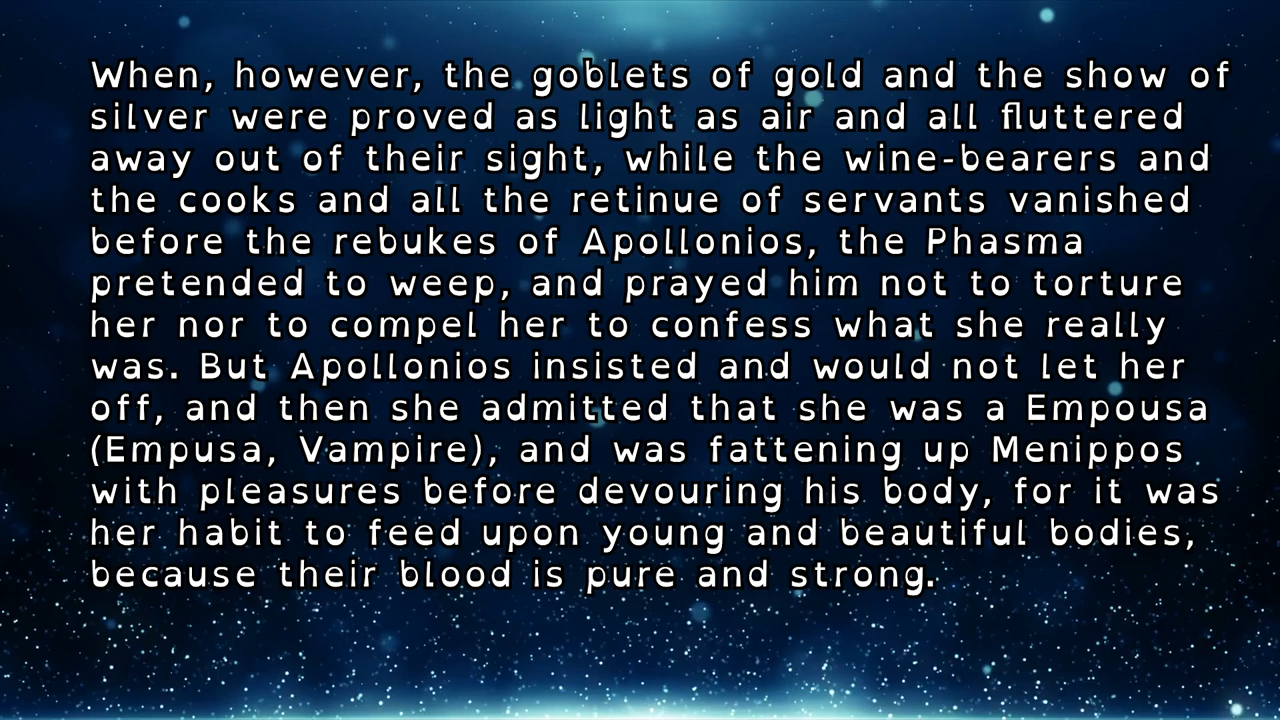 When, however, the goblets of gold and the show of
silver were proved as light as air and all fluttered
away out of their sight, while the wine-bearers and
the cooks and all the retinue of servants vanished
before the rebukes of Apollonios, the Phasma
pretended to weep, and prayed him not to torture
her nor to compel her to confess what she really
was. But Apollonios insisted and would not let her
off, and then she admitted that she was a Empousa
(Empusa, Vampire), and was fattening up Menippos
with pleasures before devouring his body, for it was
her habit to feed upon young and beautiful bodies,
because their blood is pure and strong.